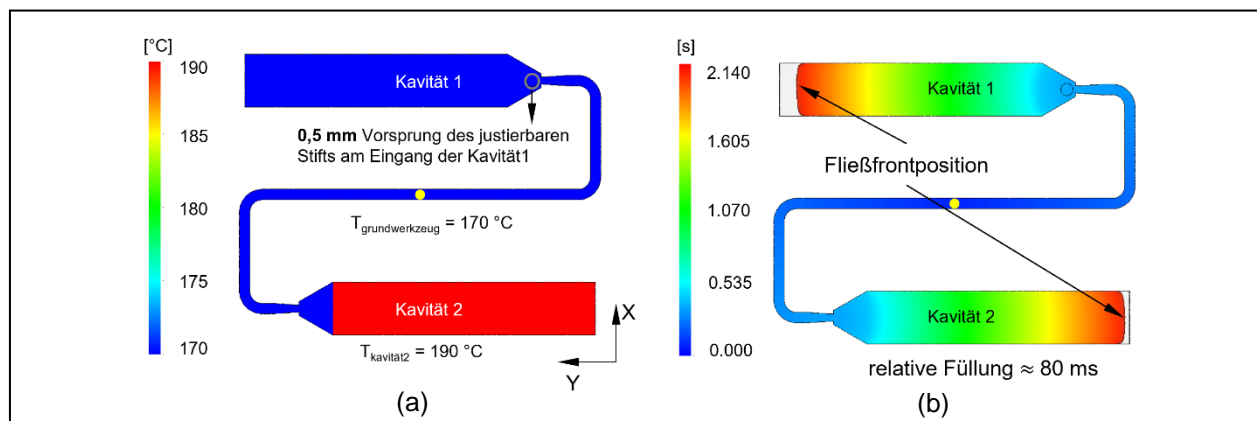 [°C]
190
185
180
175
170
Kavität 1
0,5 mm Vorsprung des justierbaren
Stifts am Eingang der Kavität1
T grundwerkzeug = 170 °C
Kavität 2
T kavität2 = 190 °C
X
Y
(a)
[s]
2.140
1.605
1.070
0.535
0.000
Kavität 1
Fließfrontposition
Kavität 2
relative Füllung ≈ 80 ms
(b)